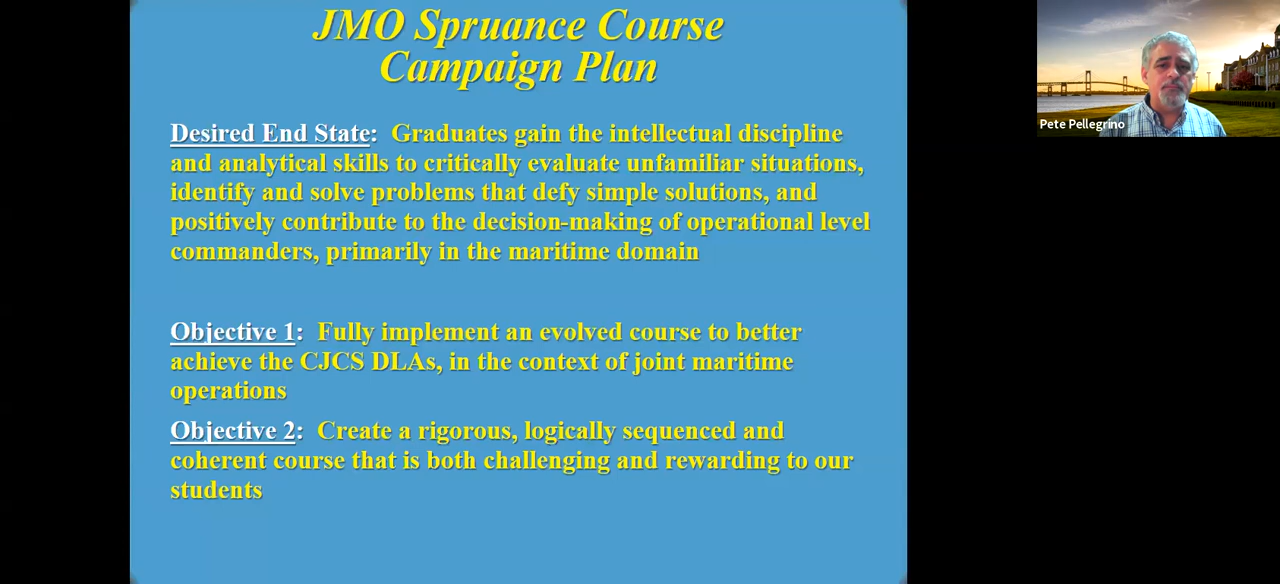 JMO Spruance Course
Campaign Plan
Desired End State: Graduates gain the intellectual discipline
and analytical skills to critically evaluate unfamiliar situations,
identify and solve problems that defy simple solutions, and
positively contribute to the decision-making of operational level
commanders, primarily in the maritime domain
Objective 1: Fully implement an evolved course to better
achieve the CJCS DLAs, in the context of joint maritime
operations
Objective 2: Create a rigorous, logically sequenced and
coherent course that is both challenging and rewarding to our
students
Pete Pellegrino